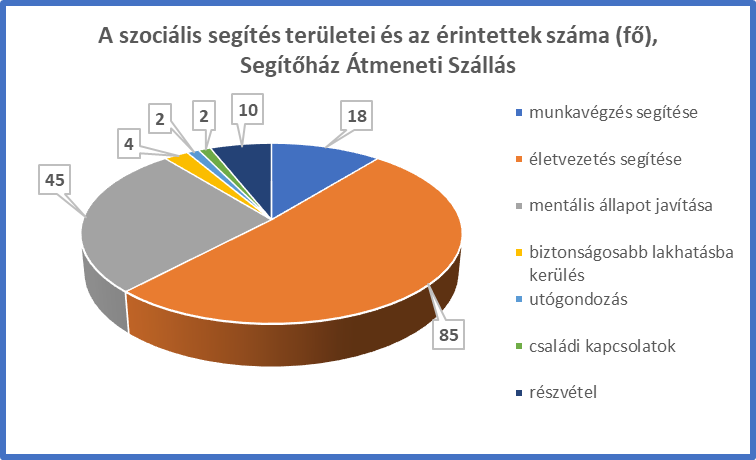 A szociális segítés területei és az érintettek száma (fő),
Segítőház Átmeneti Szállás
18
85
45
4
2
2
10
munkavégzés segítése
életvezetés segítése
mentális állapot javítása
biztonságosabb lakhatásba
kerülés
utógondozás
családi kapcsolatok
részvétel